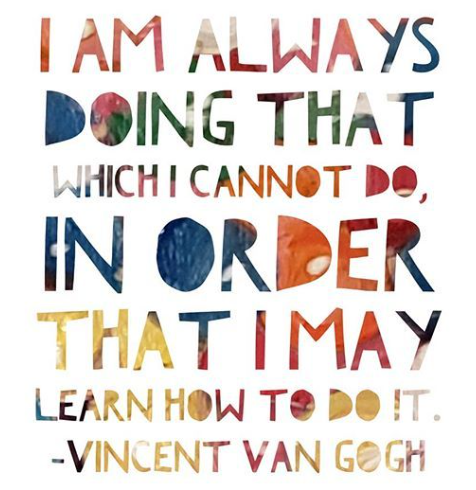 I AM ALWAYS
DOING THAT
WHICH I CANNOT DO,
IN ORDER
THAT I MAY
LEARN HOW TO DO IT.
-VINCENT VAN GOGH